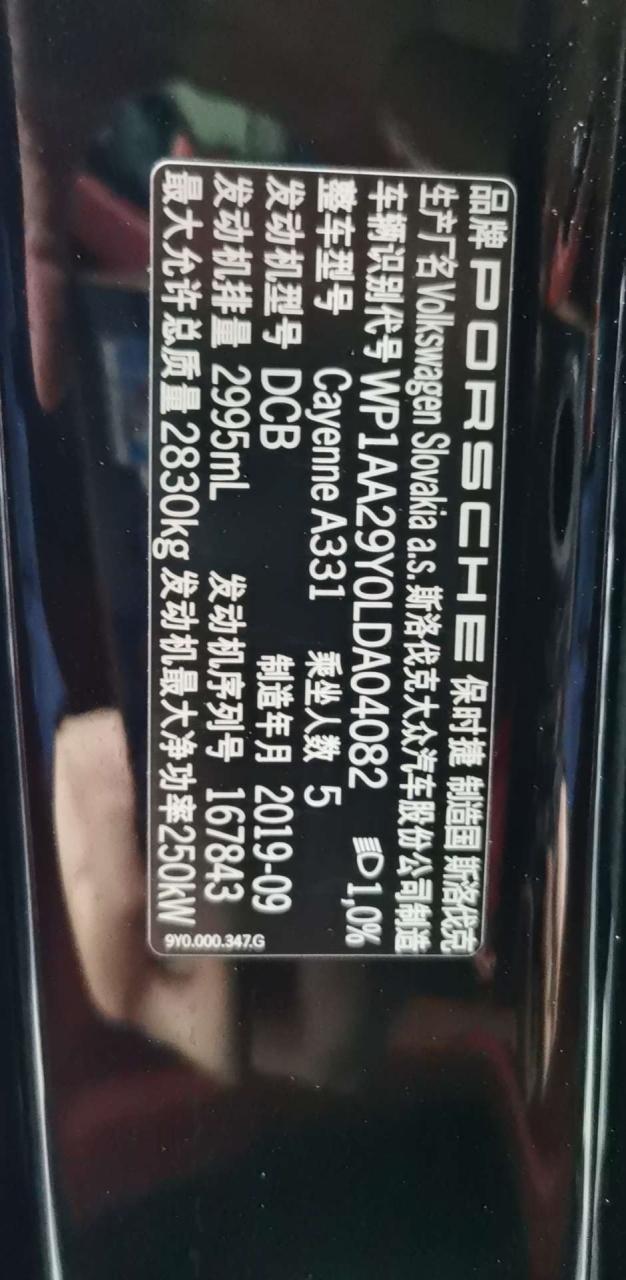 品牌 PORSCHE 保时捷 制造国 斯洛伐克
生产厂名 Volkswagen Slovakia a.s. 斯洛伐克大众汽车股份公司制造
车辆识别代号 WP1AA29Y0LDA04082 1,0%
整车型号 Cayenne A331 乘坐人数 5
发动机型号 DCB 制造年月 2019-09
发动机排量 2995mL 发动机序列号 167843
最大允许总质量 2830kg 发动机最大净功率250kW
9Y0.000.347.G